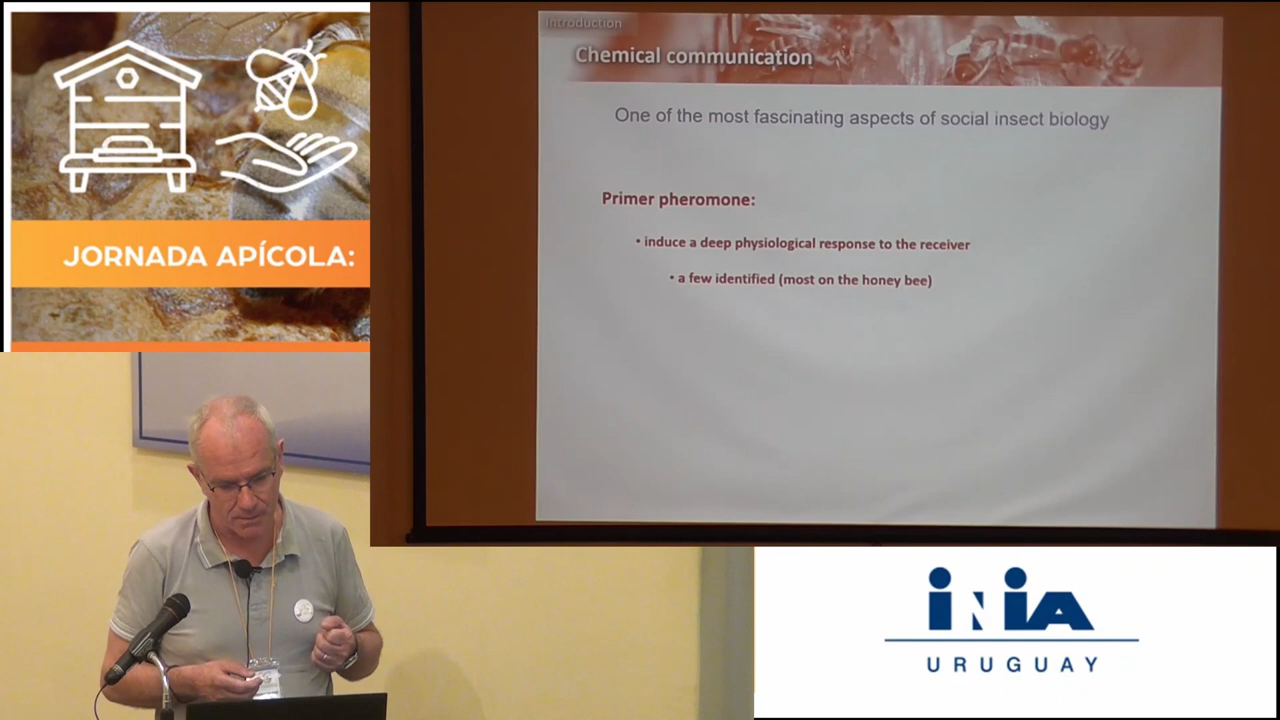 JORNADA APÍCOLA:
Introduction
Chemical communication
One of the most fascinating aspects of social insect biology
Primer pheromone:
• induce a deep physiological response to the receiver
• a few identified (most on the honey bee)
iNiA
URUGUAY